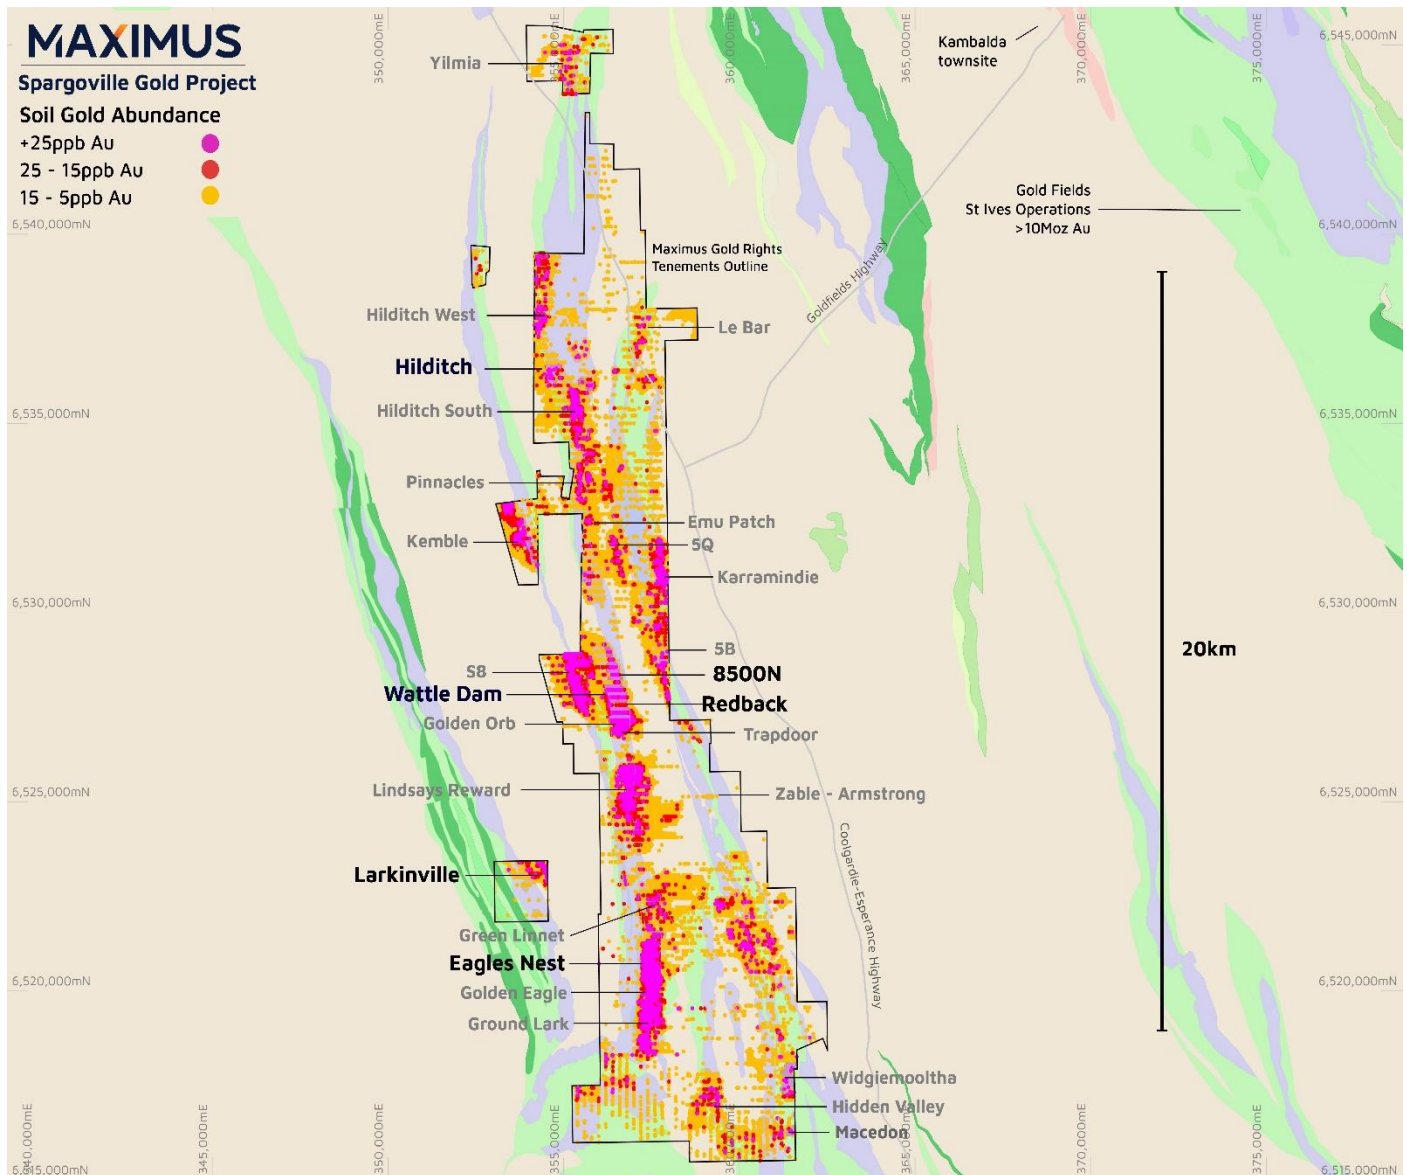 MAXIMUS
Spargoville Gold Project
Soil Gold Abundance
+25ppb Au
25 - 15ppb Au
15 - 5ppb Au
350,000mE
355,000mE
360,000mE
365,000mE
370,000mE
375,000mE
6,545,000mN
Yilmia
Kambalda
townsite
Gold Fields
St Ives Operations
>10Moz Au
6,540,000mN
6,540,000mN
Maximus Gold Rights
Tenements Outline
Goldfields Highway
Hilditch West
Le Bar
Hilditch
Hilditch South
6,535,000mN
6,535,000mN
Pinnacles
Emu Patch
Kemble
5Q
Karramindie
6,530,000mN
6,530,000mN
20km
5B
S8
8500N
Wattle Dam
Redback
Golden Orb
Trapdoor
Lindsays Reward
Zable - Armstrong
6,525,000mN
6,525,000mN
Coolgardie-Esperance Highway
Larkinville
Green Linnet
Eagles Nest
Golden Eagle
Ground Lark
6,520,000mN
6,520,000mN
Widgiemooltha
Hidden Valley
Macedon
345,000mE
350,000mE
355,000mE
360,000mE
365,000mE
370,000mE
375,000mE
6,515,000mN